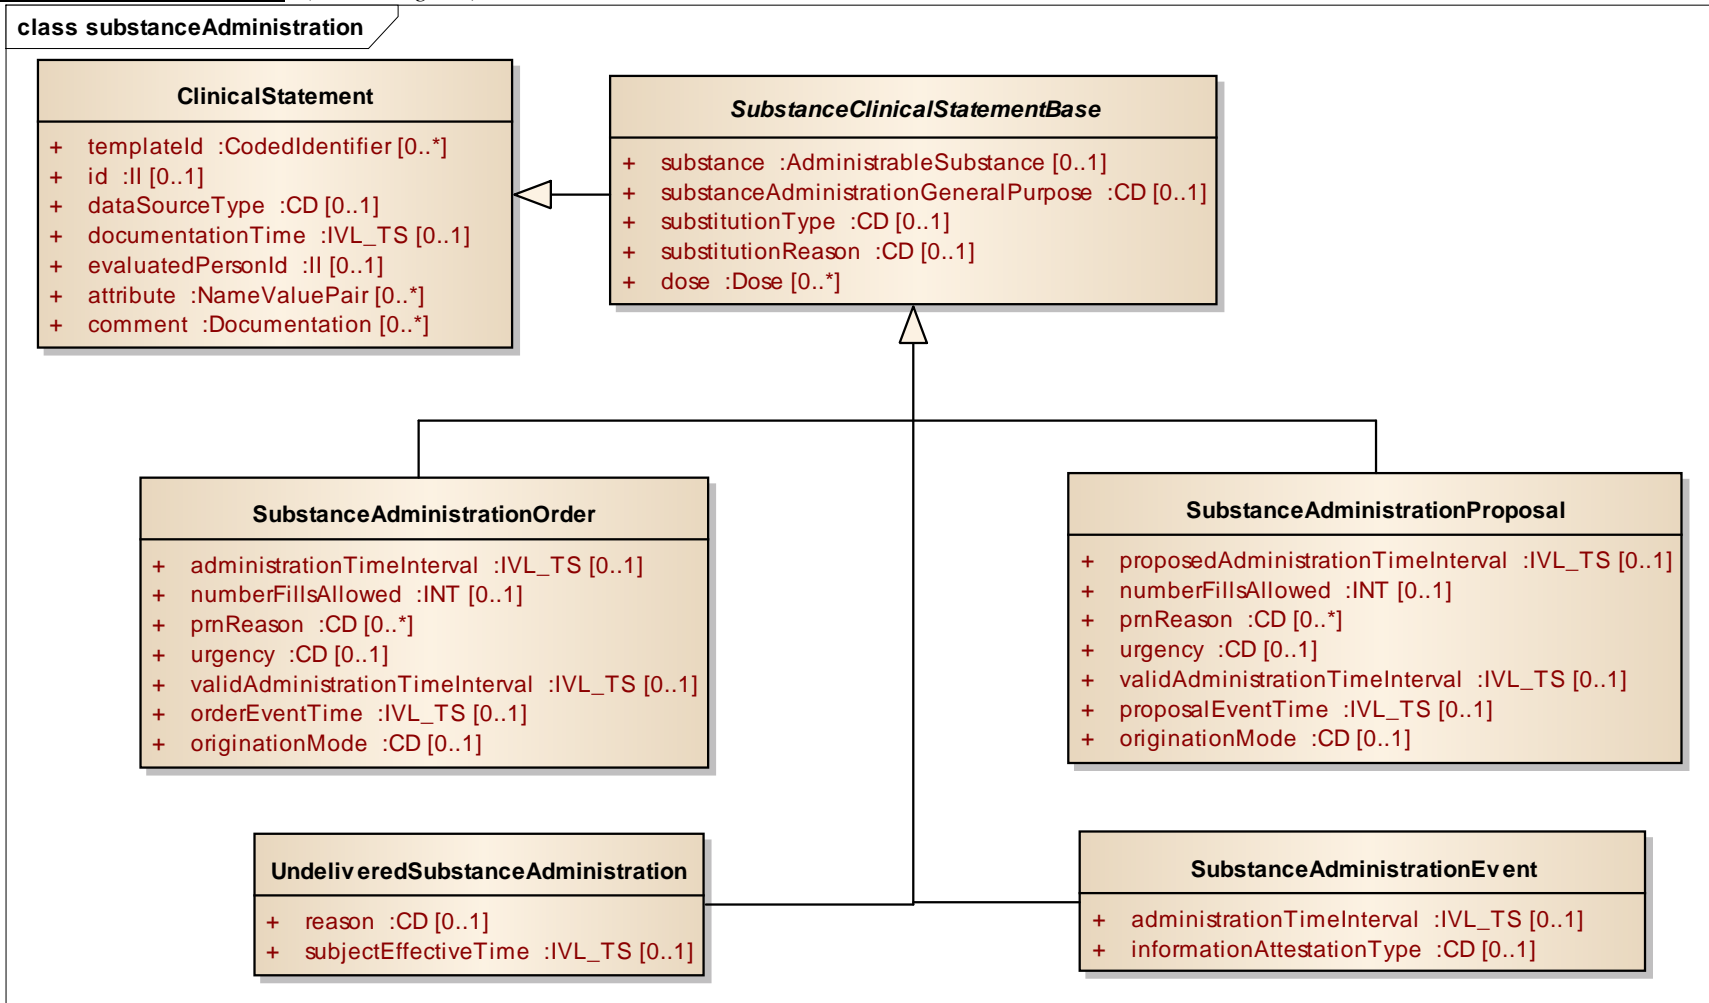 class substanceAdministration
ClinicalStatement
+ templateId :CodedIdentifier [0..*]
+ id :II [0..1]
+ dataSourceType :CD [0..1]
+ documentationTime :IVL_TS [0..1]
+ evaluatedPersonId :II [0..1]
+ attribute :NameValuePair [0..*]
+ comment :Documentation [0..*]
SubstanceClinicalStatementBase
+ substance :AdministrableSubstance [0..1]
+ substanceAdministrationGeneralPurpose :CD [0..1]
+ substitutionType :CD [0..1]
+ substitutionReason :CD [0..1]
+ dose :Dose [0..*]
SubstanceAdministrationOrder
+ administrationTimeInterval :IVL_TS [0..1]
+ numberFillsAllowed :INT [0..1]
+ prnReason :CD [0..*]
+ urgency :CD [0..1]
+ validAdministrationTimeInterval :IVL_TS [0..1]
+ orderEventTime :IVL_TS [0..1]
+ originationMode :CD [0..1]
SubstanceAdministrationProposal
+ proposedAdministrationTimeInterval :IVL_TS [0..1]
+ numberFillsAllowed :INT [0..1]
+ prnReason :CD [0..*]
+ urgency :CD [0..1]
+ validAdministrationTimeInterval :IVL_TS [0..1]
+ proposalEventTime :IVL_TS [0..1]
+ originationMode :CD [0..1]
UndeliveredSubstanceAdministration
+ reason :CD [0..1]
+ subjectEffectiveTime :IVL_TS [0..1]
SubstanceAdministrationEvent
+ administrationTimeInterval :IVL_TS [0..1]
+ informationAttestationType :CD [0..1]